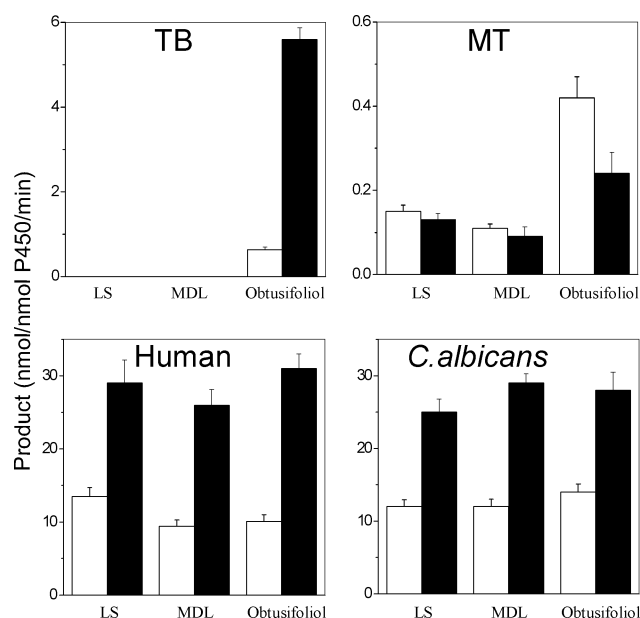 TB
6
4
2
0
LS MDL Obtusifoliol
MT
0.6
0.4
0.2
0.0
LS MDL Obtusifoliol
Product (nmol/nmol P450/min)
Human
30
20
10
0
LS MDL Obtusifoliol
C.albicans
30
20
10
0
LS MDL Obtusifoliol